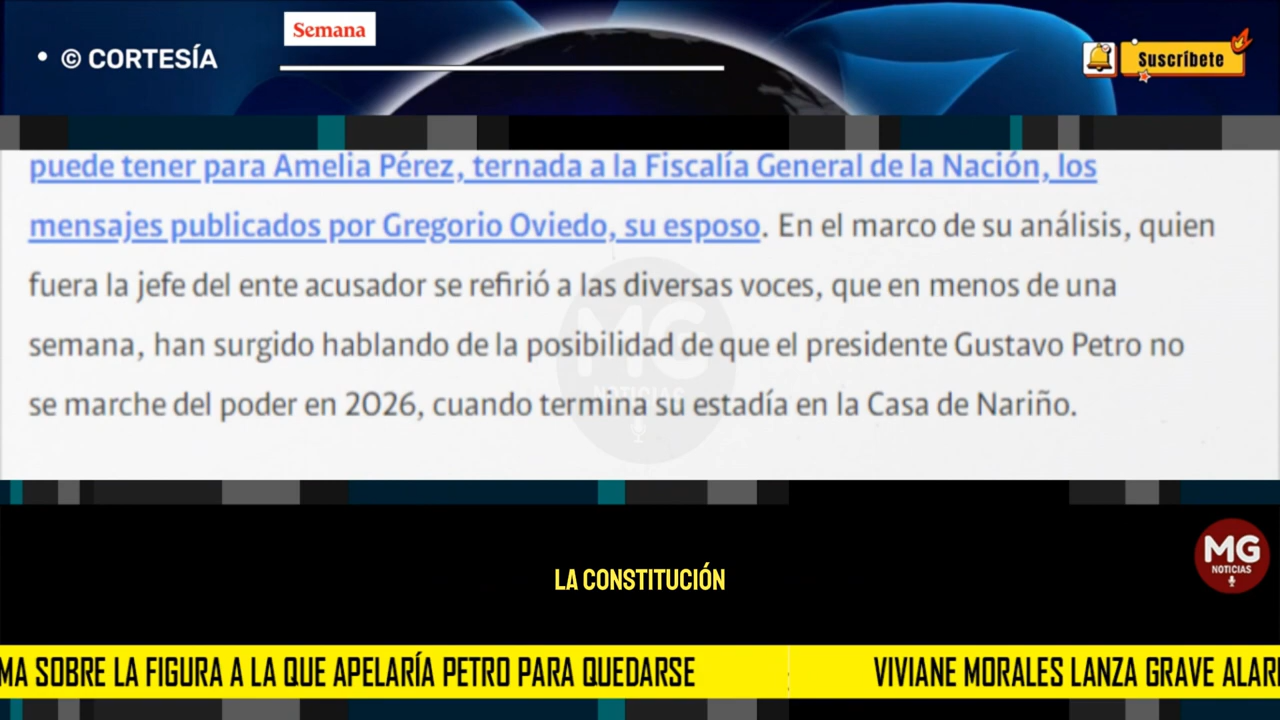 Semana
• © CORTESÍA
Suscríbete
puede tener para Amelia Pérez, ternada a la Fiscalía General de la Nación, los
mensajes publicados por Gregorio Oviedo, su esposo. En el marco de su análisis, quien
fuera la jefe del ente acusador se refirió a las diversas voces, que en menos de una
semana, han surgido hablando de la posibilidad de que el presidente Gustavo Petro no
se marche del poder en 2026, cuando termina su estadía en la Casa de Nariño.
MG
NOTICIAS
LA CONSTITUCIÓN
MG
NOTICIAS
MA SOBRE LA FIGURA A LA QUE APELARÍA PETRO PARA QUEDARSE
VIVIANE MORALES LANZA GRAVE ALAR